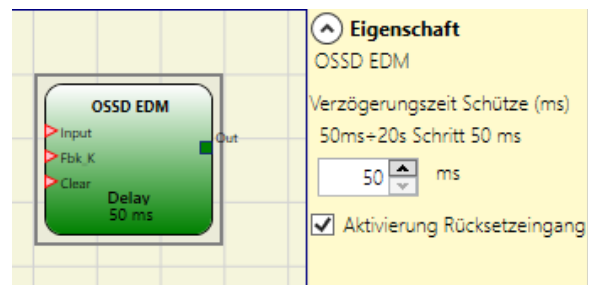 OSSD EDM
Input
Fbk_K
Clear
Out
Delay
50 ms
Eigenschaft
OSSD EDM
Verzögerungszeit Schütze (ms)
50ms÷20s Schritt 50 ms
50 ms
Aktivierung Rücksetzeingang